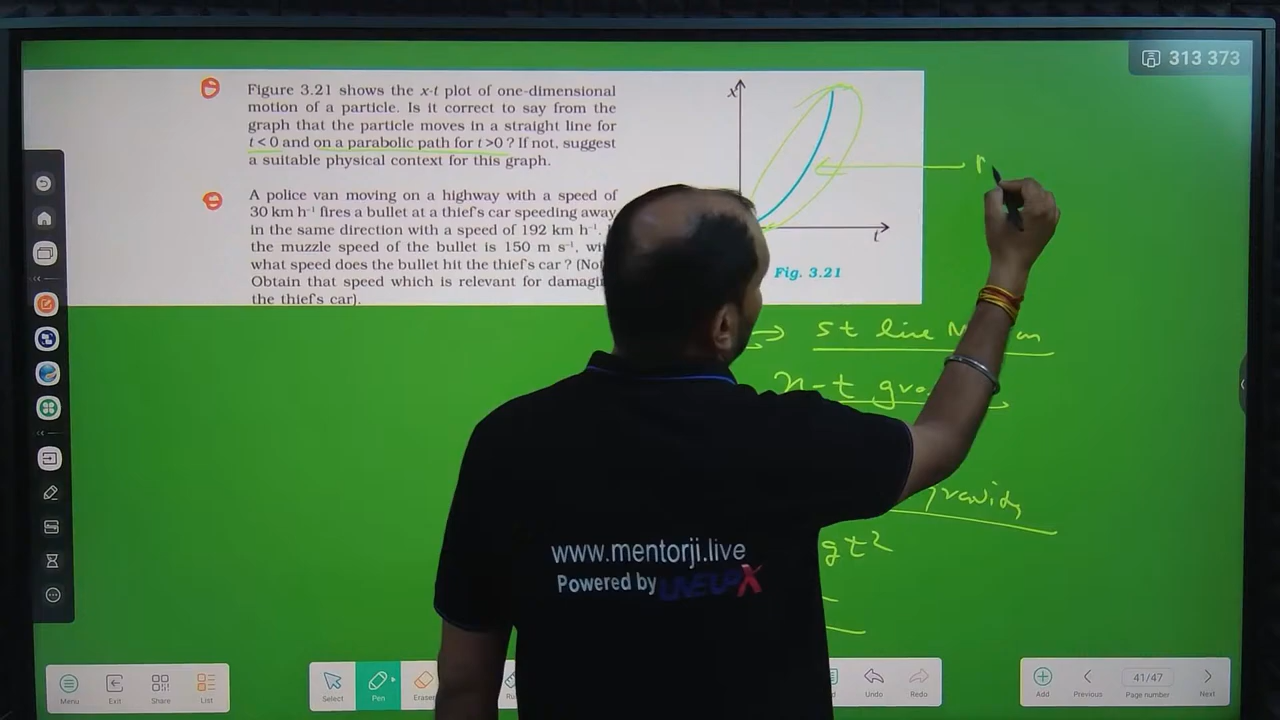 313 373
Figure 3.21 shows the x-t plot of one-dimensional
motion of a particle. Is it correct to say from the
graph that the particle moves in a straight line for
t < 0 and on a parabolic path for t >0 ? If not, suggest
a suitable physical context for this graph.
A police van moving on a highway with a speed of
30 km h⁻¹ fires a bullet at a thief's car speeding away
in the same direction with a speed of 192 km h⁻¹.
the muzzle speed of the bullet is 150 m s⁻¹,
what speed does the bullet hit the thief's car ?
Obtain that speed which is relevant for
the thief's car).
x
t
Fig. 3.21
st line
x-t
gravity
gt²
www.mentorji.live
Powered by LIVELUPX
Menu
Exit
Share
List
Select
Pen
Eraser
Undo
Redo
Add
Previous
41/47
Page number
Next